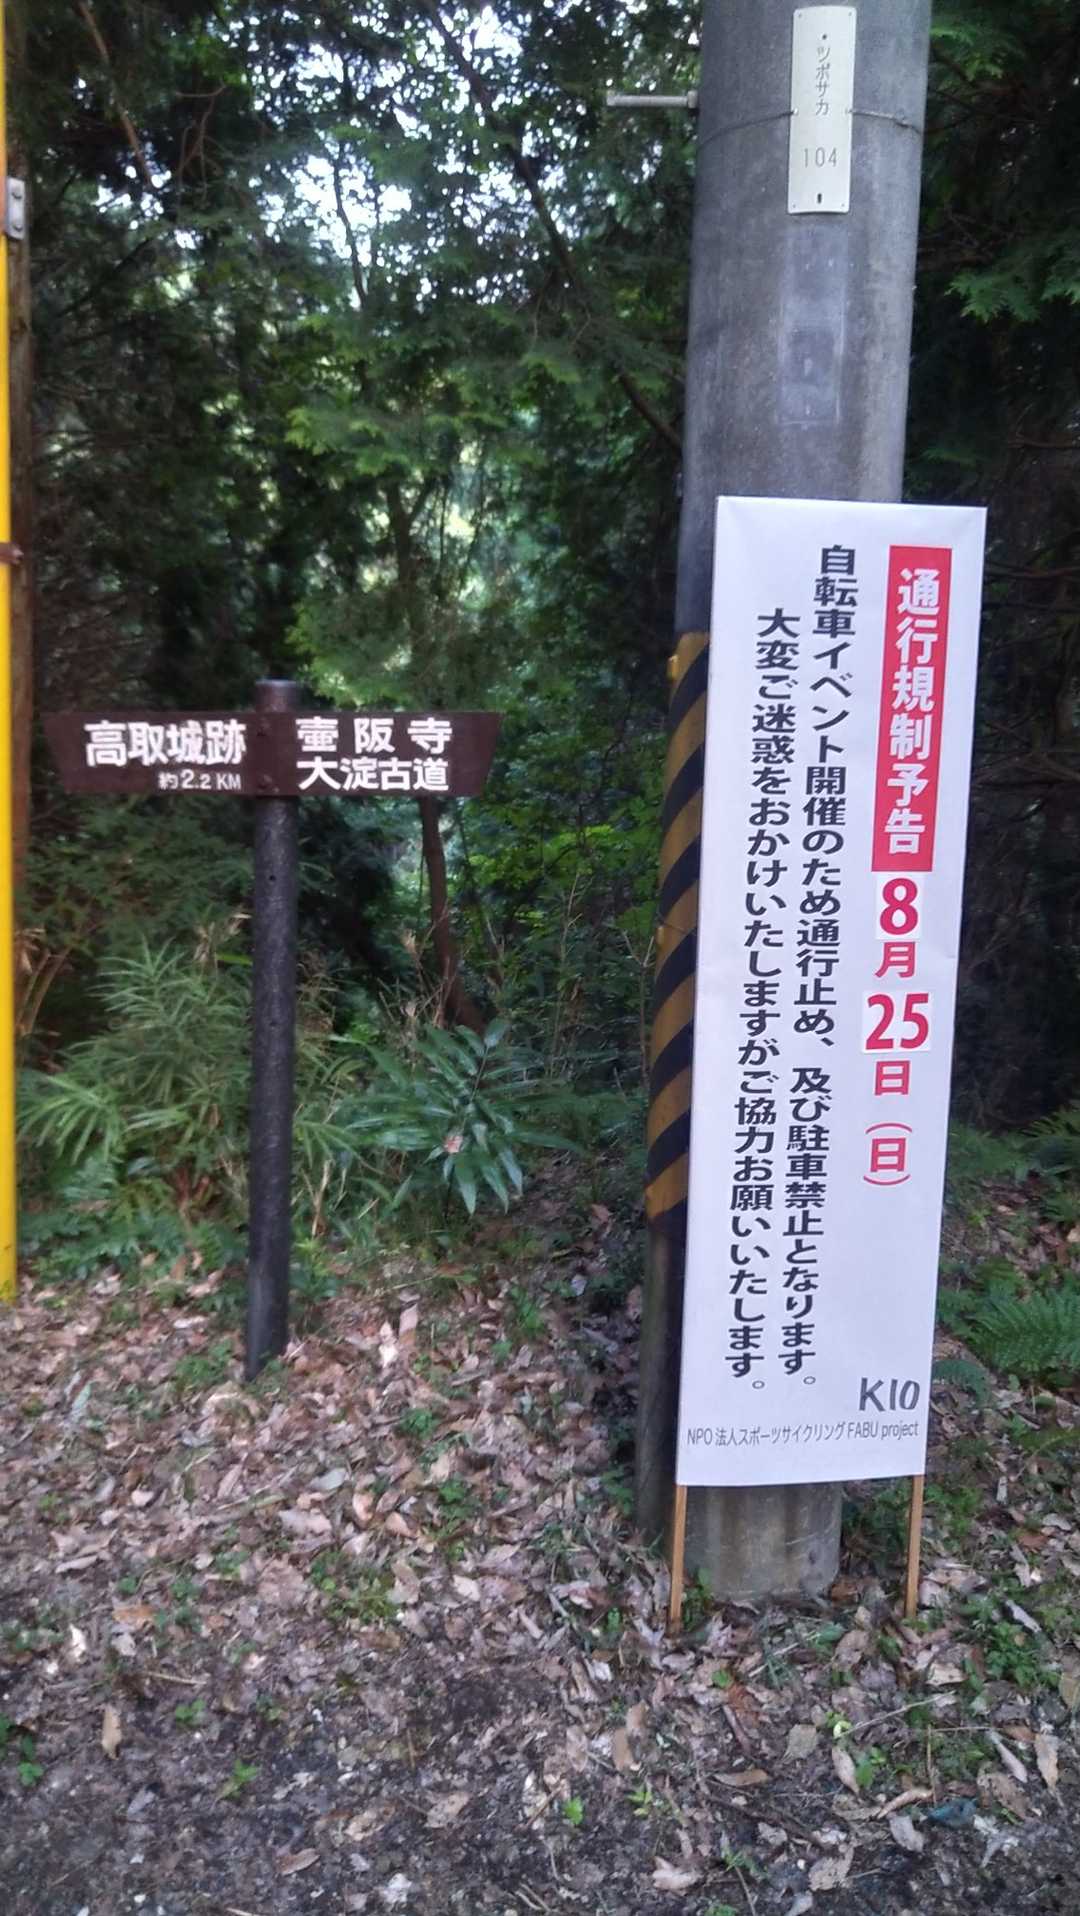 ・ツボサカ
104
高取城跡
約2.2KM
壷阪寺
大淀古道
通行規制予告8月25日(日)
自転車イベント開催のため通行止め、及び駐車禁止となります。
大変ご迷惑をおかけいたしますがご協力お願いいたします。
K10
NPO法人スポーツサイクリングFABU project